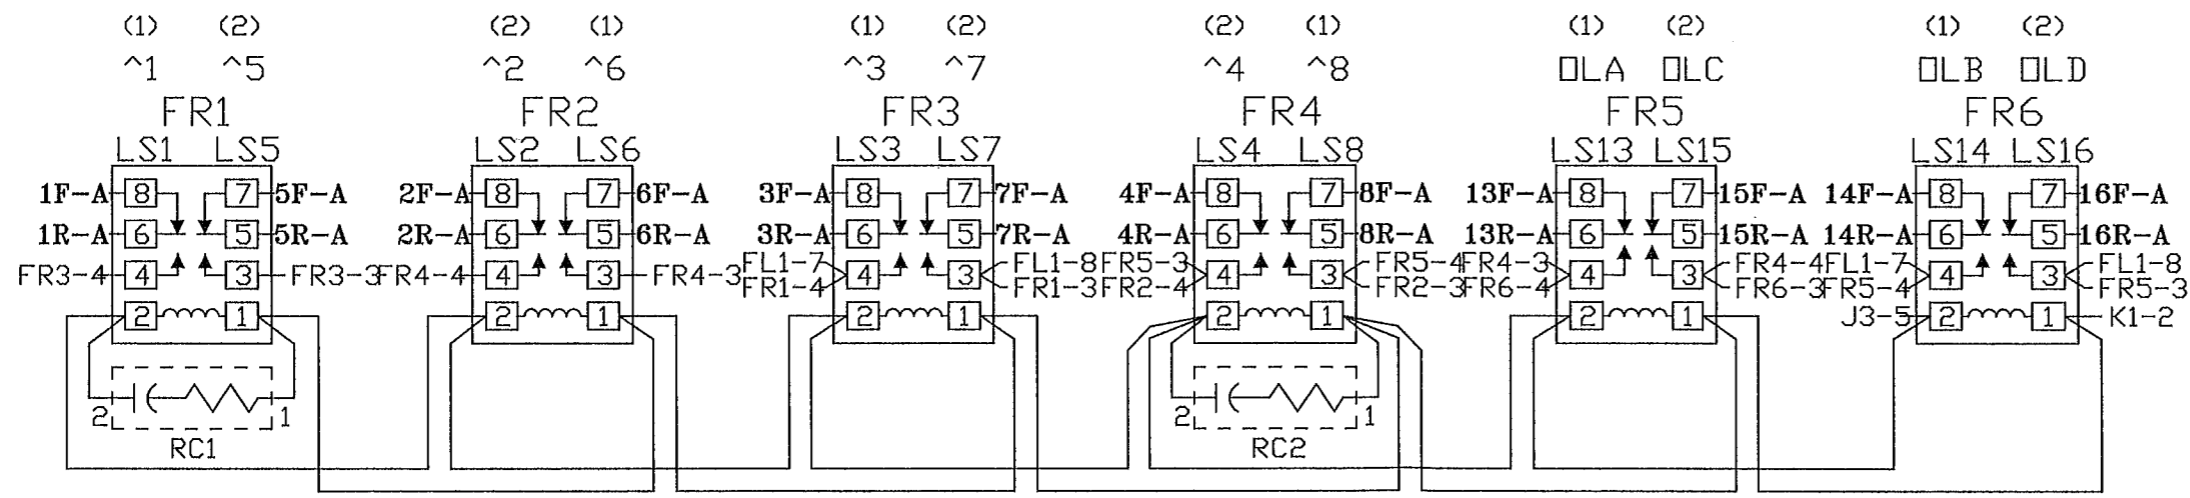 (1) (2) (2) (1) (1) (2) (2) (1) (1) (2) (1) (2)
^1 ^5 ^2 ^6 ^3 ^7 ^4 ^8 OLA OLC OLB OLD
FR1 FR2 FR3 FR4 FR5 FR6
LS1 LS5 LS2 LS6 LS3 LS7 LS4 LS8 LS13 LS15 LS14 LS16
1F-A 8 7 5F-A 2F-A 8 7 6F-A 3F-A 8 7 7F-A 4F-A 8 7 8F-A 13F-A 8 7 15F-A 14F-A 8 7 16F-A
1R-A 6 5 5R-A 2R-A 6 5 6R-A 3R-A 6 5 7R-A 4R-A 6 5 8R-A 13R-A 6 5 15R-A 14R-A 6 5 16R-A
FL1-7 FL1-8 FR5-3 FR5-4 FR4-3 FR4-4 FL1-7 FL1-8
FR3-4 4 3 FR3-3 FR4-4 4 3 FR4-3 4 3 4 3 4 3 4 3
FR1-4 FR1-3 FR2-4 FR2-3 FR6-4 FR6-3 FR5-4 FR5-3
2 1 2 1 2 1 2 1 2 1 J3-5 2 1 K1-2
2 1 2 1
RC1 RC2